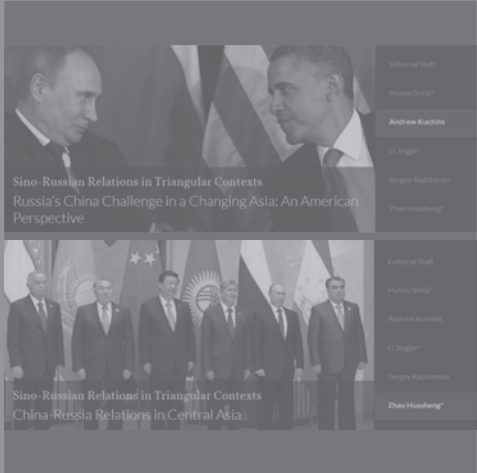 Editorial Staff
Hyodo Shinji*
Andrew Kuchins
Li Jingjie*
Sergey Radchenko
Zhao Huasheng*
Sino-Russian Relations in Triangular Contexts
Russia's China Challenge in a Changing Asia: An American
Perspective
Editorial Staff
Hyodo Shinji*
Andrew Kuchins
Li Jingjie*
Sergey Radchenko
Zhao Huasheng*
Sino-Russian Relations in Triangular Contexts
China-Russia Relations in Central Asia